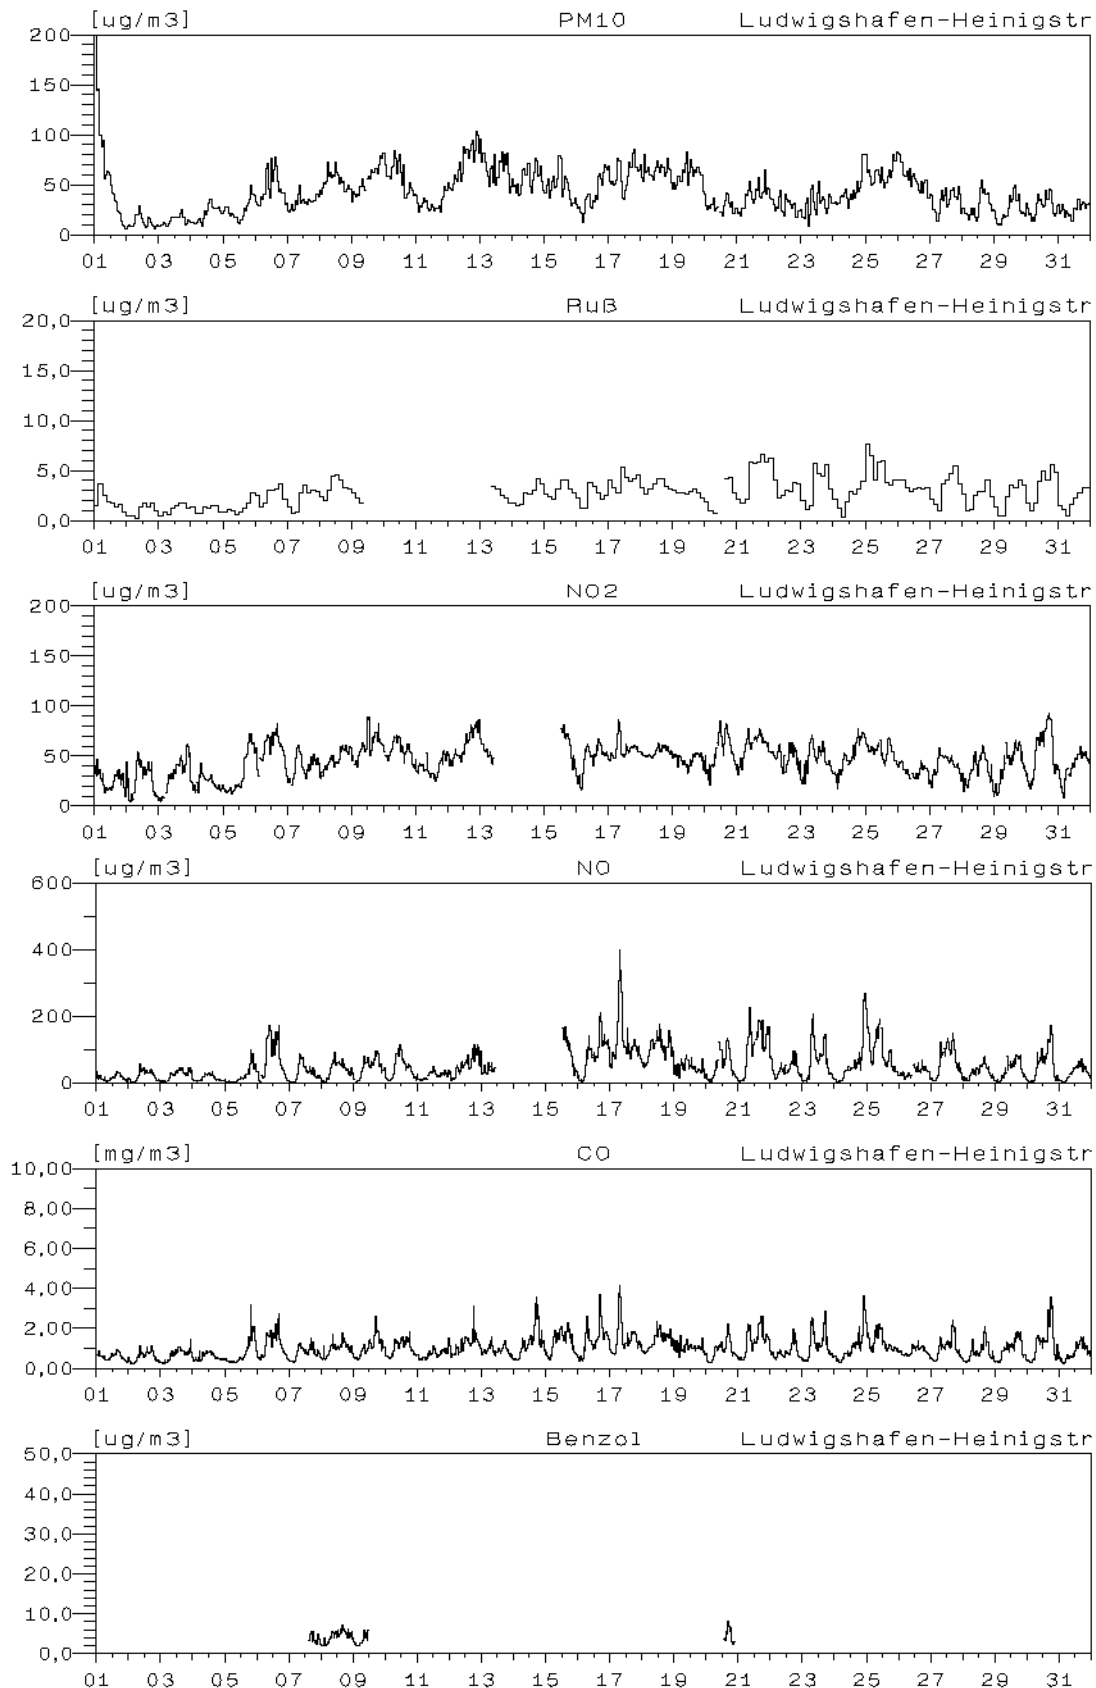 [ug/m3] PM10 Ludwigshafen-Heinigstr
200
150
100
50
0
01 03 05 07 09 11 13 15 17 19 21 23 25 27 29 31
[ug/m3] Ruß Ludwigshafen-Heinigstr
20,0
15,0
10,0
5,0
0,0
01 03 05 07 09 11 13 15 17 19 21 23 25 27 29 31
[ug/m3] NO2 Ludwigshafen-Heinigstr
200
150
100
50
0
01 03 05 07 09 11 13 15 17 19 21 23 25 27 29 31
[ug/m3] NO Ludwigshafen-Heinigstr
600
400
200
0
01 03 05 07 09 11 13 15 17 19 21 23 25 27 29 31
[mg/m3] CO Ludwigshafen-Heinigstr
10,00
8,00
6,00
4,00
2,00
0,00
01 03 05 07 09 11 13 15 17 19 21 23 25 27 29 31
[ug/m3] Benzol Ludwigshafen-Heinigstr
50,0
40,0
30,0
20,0
10,0
0,0
01 03 05 07 09 11 13 15 17 19 21 23 25 27 29 31